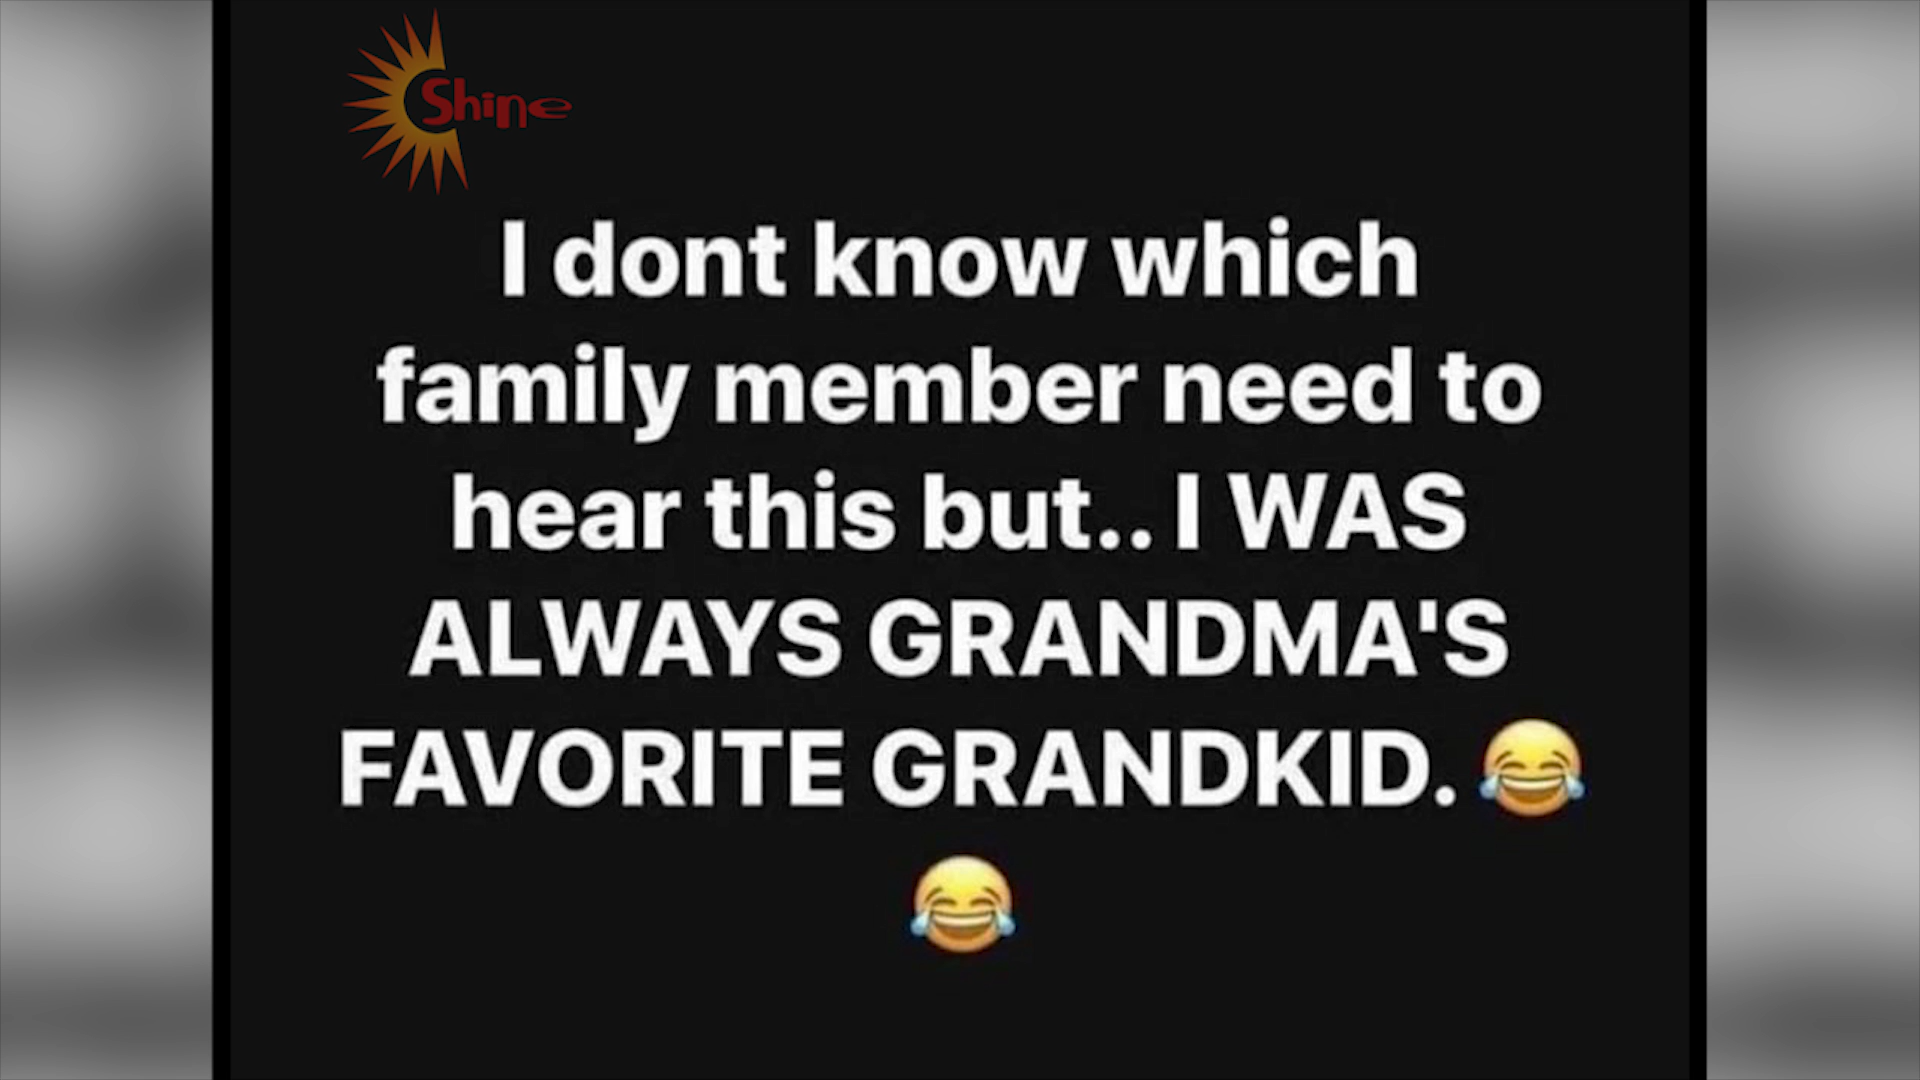 Shine
I dont know which
family member need to
hear this but.. I WAS
ALWAYS GRANDMA'S
FAVORITE GRANDKID. 😂
😂